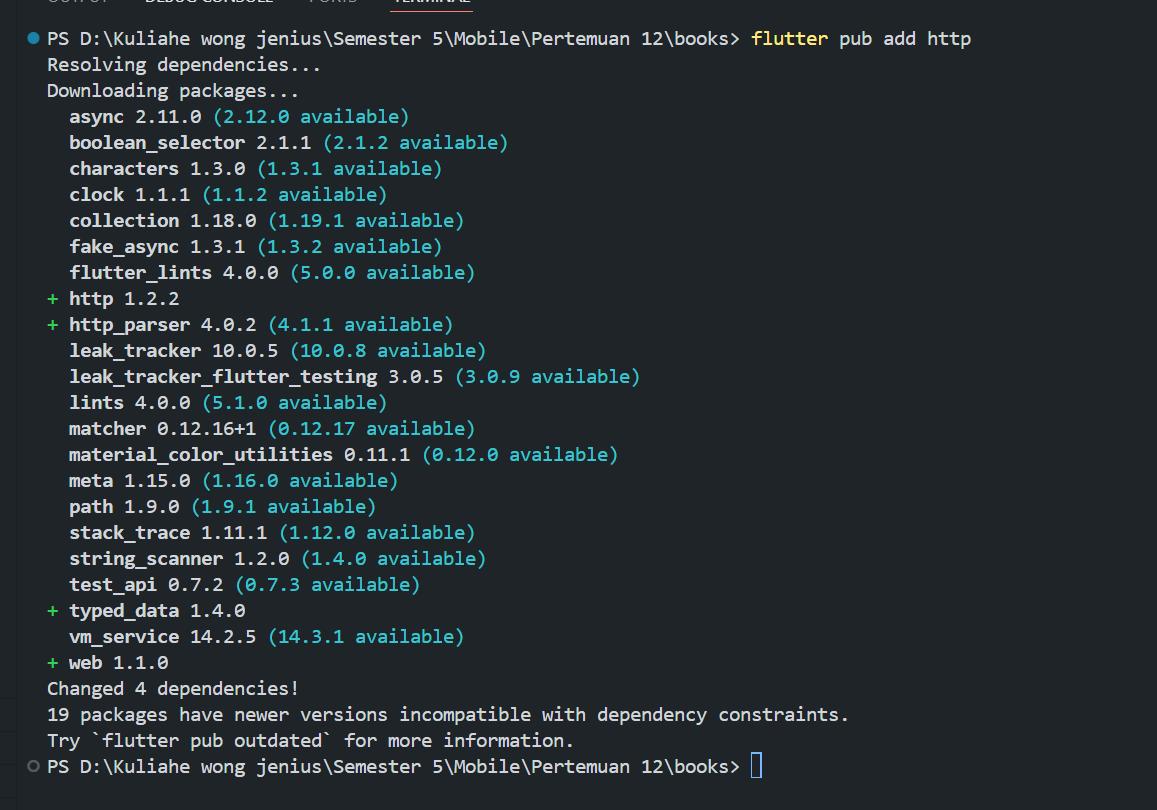 OUTPUT DEBUG CONSOLE PORTS TERMINAL
PS D:\Kuliahe wong jenius\Semester 5\Mobile\Pertemuan 12\books> flutter pub add http
Resolving dependencies...
Downloading packages...
async 2.11.0 (2.12.0 available)
boolean_selector 2.1.1 (2.1.2 available)
characters 1.3.0 (1.3.1 available)
clock 1.1.1 (1.1.2 available)
collection 1.18.0 (1.19.1 available)
fake_async 1.3.1 (1.3.2 available)
flutter_lints 4.0.0 (5.0.0 available)
+ http 1.2.2
+ http_parser 4.0.2 (4.1.1 available)
leak_tracker 10.0.5 (10.0.8 available)
leak_tracker_flutter_testing 3.0.5 (3.0.9 available)
lints 4.0.0 (5.1.0 available)
matcher 0.12.16+1 (0.12.17 available)
material_color_utilities 0.11.1 (0.12.0 available)
meta 1.15.0 (1.16.0 available)
path 1.9.0 (1.9.1 available)
stack_trace 1.11.1 (1.12.0 available)
string_scanner 1.2.0 (1.4.0 available)
test_api 0.7.2 (0.7.3 available)
+ typed_data 1.4.0
vm_service 14.2.5 (14.3.1 available)
+ web 1.1.0
Changed 4 dependencies!
19 packages have newer versions incompatible with dependency constraints.
Try `flutter pub outdated` for more information.
PS D:\Kuliahe wong jenius\Semester 5\Mobile\Pertemuan 12\books>